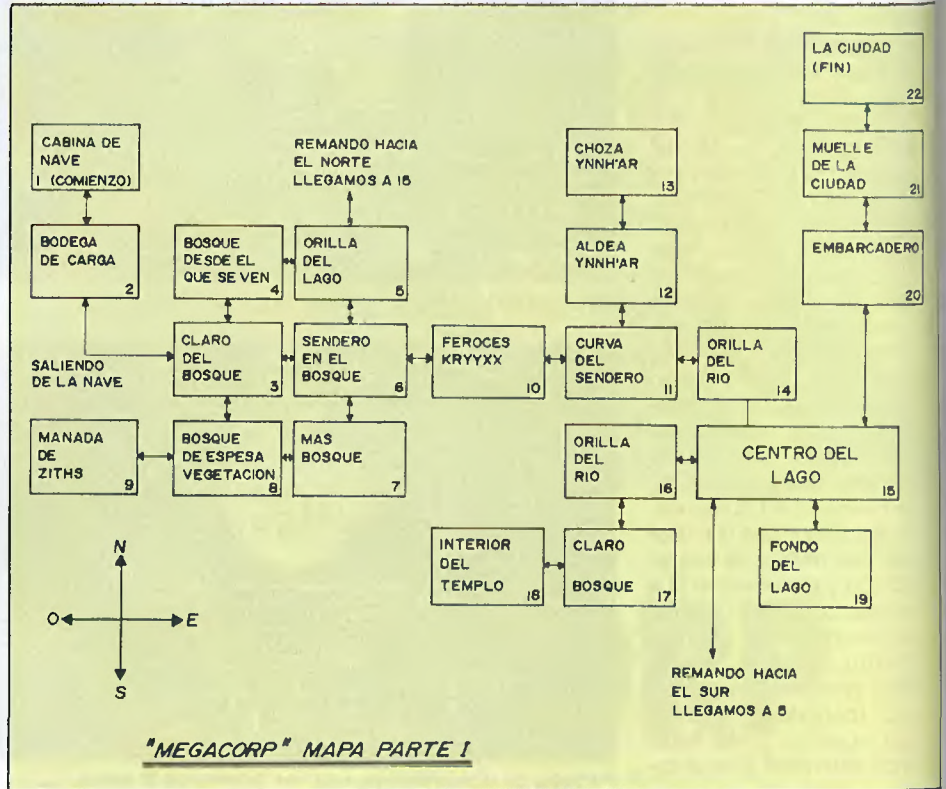 LA CIUDAD
(FIN)
22
CABINA DE
NAVE
1 (COMIENZO)
REMANDO HACIA
EL NORTE
LLEGAMOS A 15
CHOZA
YNNH'AR
13
MUELLE
DE LA
CIUDAD
21
BODEGA
DE CARGA
2
BOSQUE
DESDE EL
QUE SE VEN
4
ORILLA
DEL
LAGO
5
ALDEA
YNNH'AR
12
EMBARCADERO
20
SALIENDO
DE LA NAVE
CLARO
DEL
BOSQUE
3
SENDERO
EN EL
BOSQUE
6
FEROCES
KRYYXX
10
CURVA
DEL
SENDERO
11
ORILLA
DEL
RIO
14
MANADA
DE
ZITHS
9
BOSQUE
DE ESPESA
VEGETACION
8
MAS
BOSQUE
7
ORILLA
DEL
RIO
16
CENTRO DEL
LAGO
15
INTERIOR
DEL
TEMPLO
18
CLARO
BOSQUE
17
FONDO
DEL
LAGO
19
N
O
E
S
REMANDO HACIA
EL SUR
LLEGAMOS A 5
"MEGACORP" MAPA PARTE I